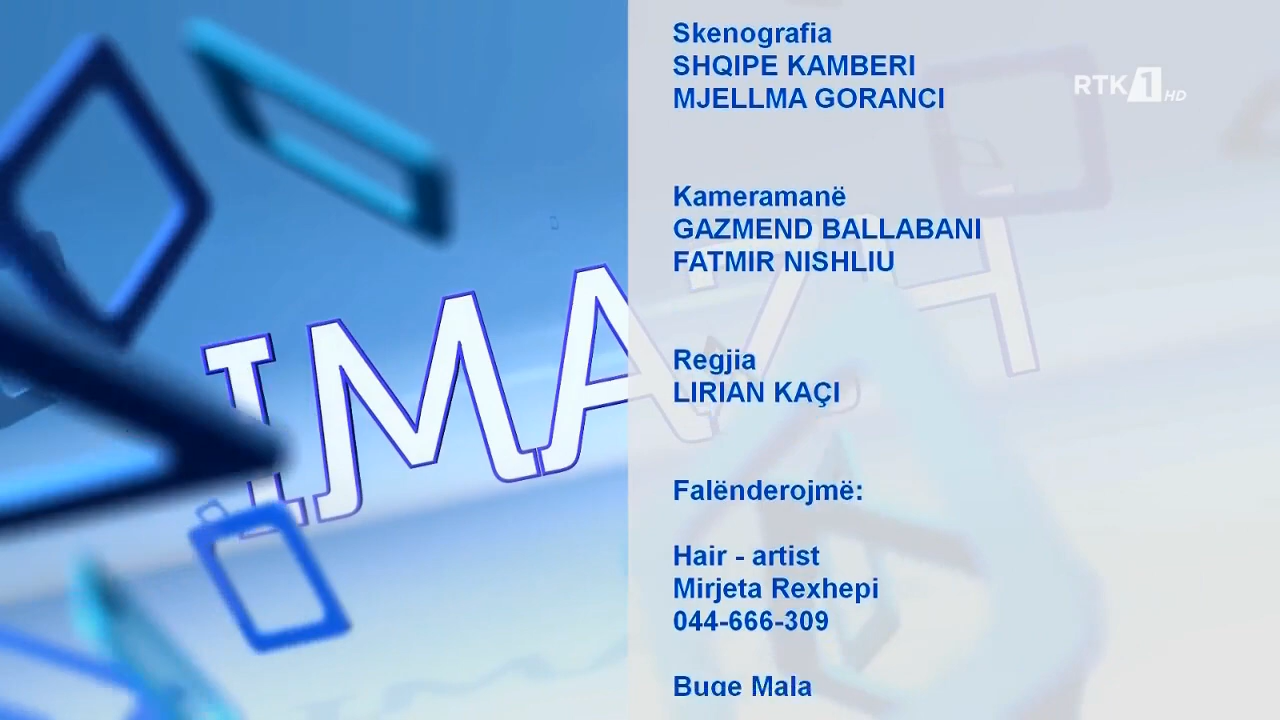 Skenografia
SHQIPE KAMBERI
MJELLMA GORANCI
RTK 1 HD
Kameramanë
GAZMEND BALLABANI
FATMIR NISHLIU
IMAZH
Regjia
LIRIAN KAÇI
Falënderojmë:
Hair - artist
Mirjeta Rexhepi
044-666-309
Buqe Mala